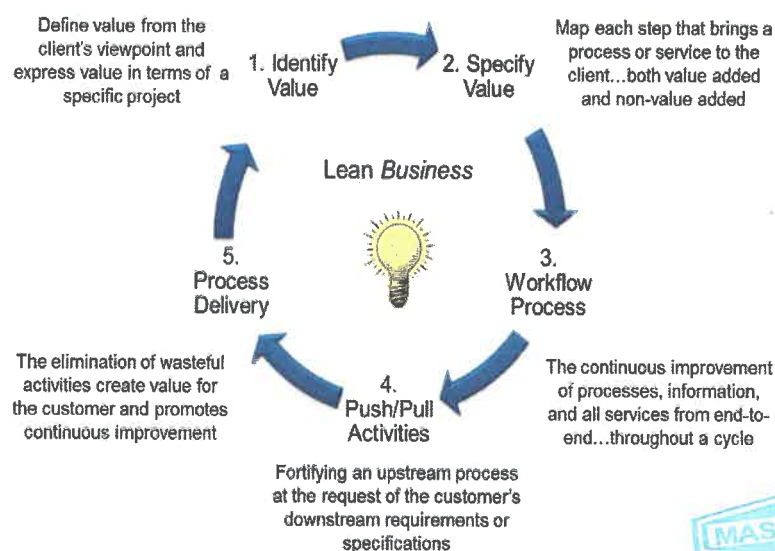 Define value from the
client's viewpoint and
express value in terms of a
specific project
1. Identify
Value
2. Specify
Value
Map each step that brings a
process or service to the
client...both value added
and non-value added
Lean Business
3.
Workflow
Process
The continuous improvement
of processes, information,
and all services from end-to-
end...throughout a cycle
4.
Push/Pull
Activities
Fortifying an upstream process
at the request of the customer's
downstream requirements or
specifications
5.
Process
Delivery
The elimination of wasteful
activities create value for
the customer and promotes
continuous improvement